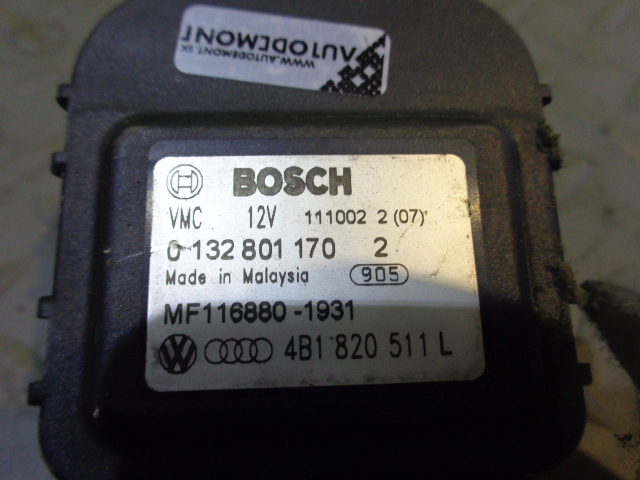 AUTODEMONT
WWW.AUTODEMONT.SK
BOSCH
VMC 12V 111002 2 (07)
0 132 801 170 2
Made in Malaysia 905
MF116880-1931
4B1 820 511 L